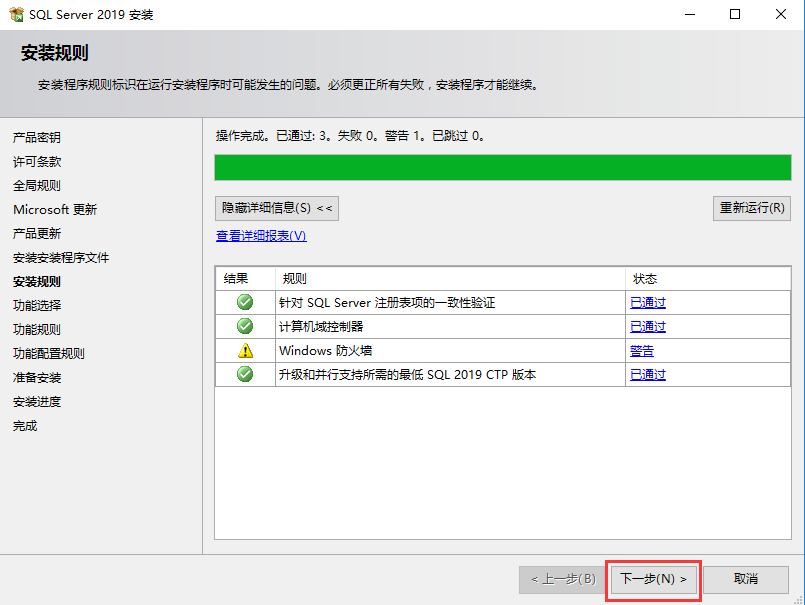 SQL Server 2019 安装
安装规则
安装程序规则标识在运行安装程序时可能发生的问题。必须更正所有失败，安装程序才能继续。
产品密钥
许可条款
全局规则
Microsoft 更新
产品更新
安装安装程序文件
安装规则
功能选择
功能规则
功能配置规则
准备安装
安装进度
完成
操作完成。已通过: 3。失败 0。警告 1。已跳过 0。
隐藏详细信息(S) <<
重新运行(R)
查看详细报表(V)
结果 规则 状态
针对 SQL Server 注册表项的一致性验证 已通过
计算机域控制器 已通过
Windows 防火墙 警告
升级和并行支持所需的最低 SQL 2019 CTP 版本 已通过
< 上一步(B) 下一步(N) > 取消